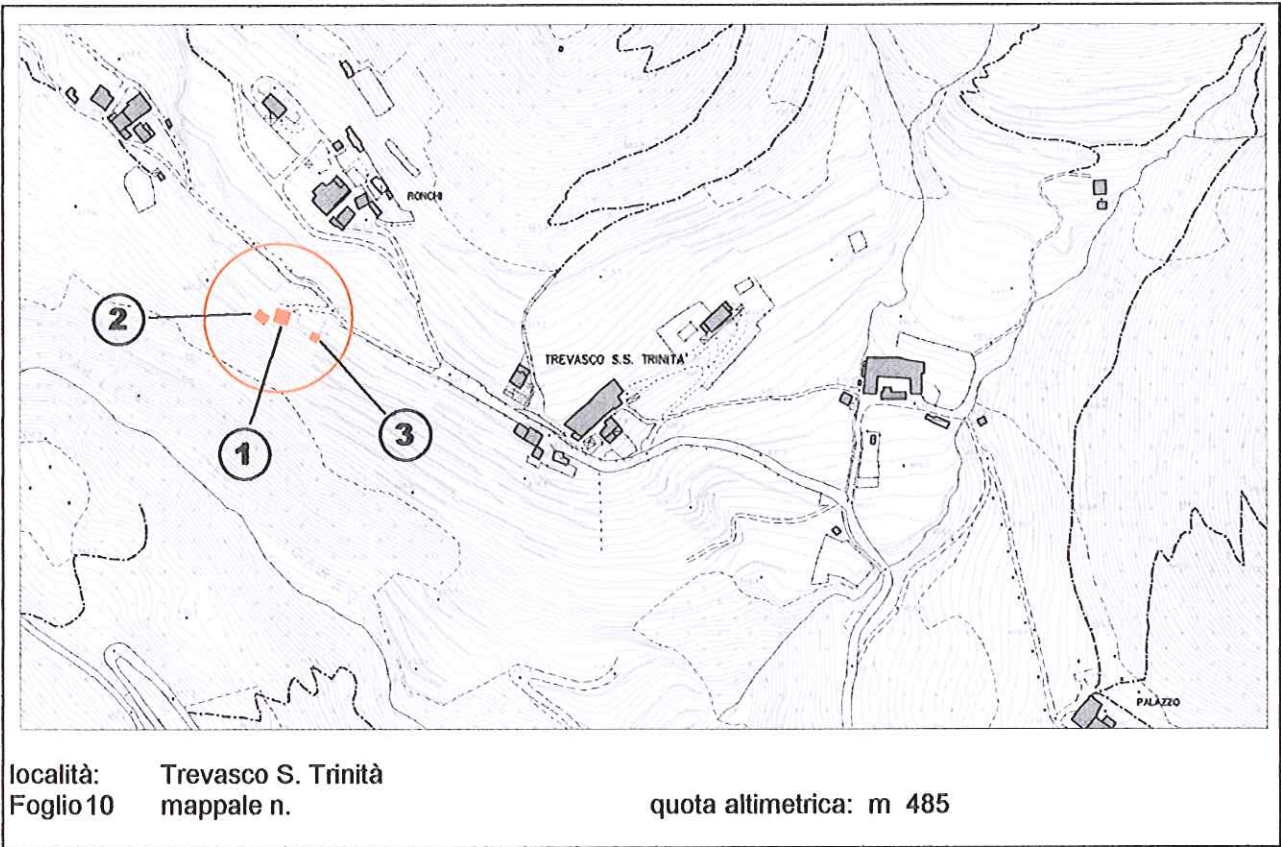 RONCHI
2
TREVASCO S.S. TRINITA'
1
3
PALAZZO
località: Trevasco S. Trinità
Foglio 10 mappale n. quota altimetrica: m 485